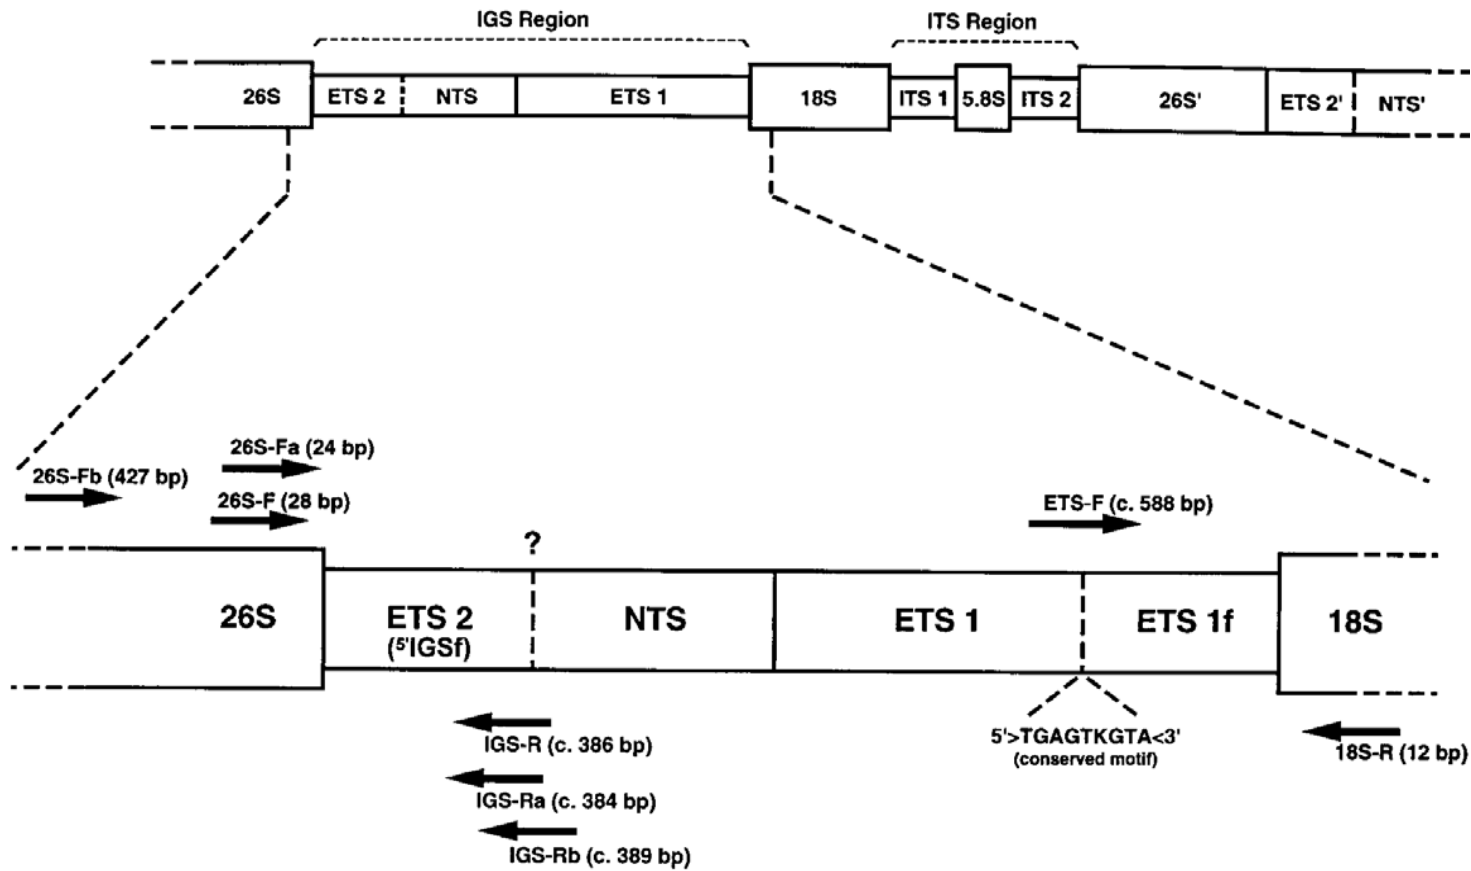 IGS Region
ITS Region
26S
ETS 2
NTS
ETS 1
18S
ITS 1
5.8S
ITS 2
26S'
ETS 2'
NTS'
26S-Fa (24 bp)
26S-Fb (427 bp)
26S-F (28 bp)
ETS-F (c. 588 bp)
?
26S
ETS 2
(5'IGSf)
NTS
ETS 1
ETS 1f
18S
IGS-R (c. 386 bp)
5'>TGAGTKGTA<3'
(conserved motif)
18S-R (12 bp)
IGS-Ra (c. 384 bp)
IGS-Rb (c. 389 bp)